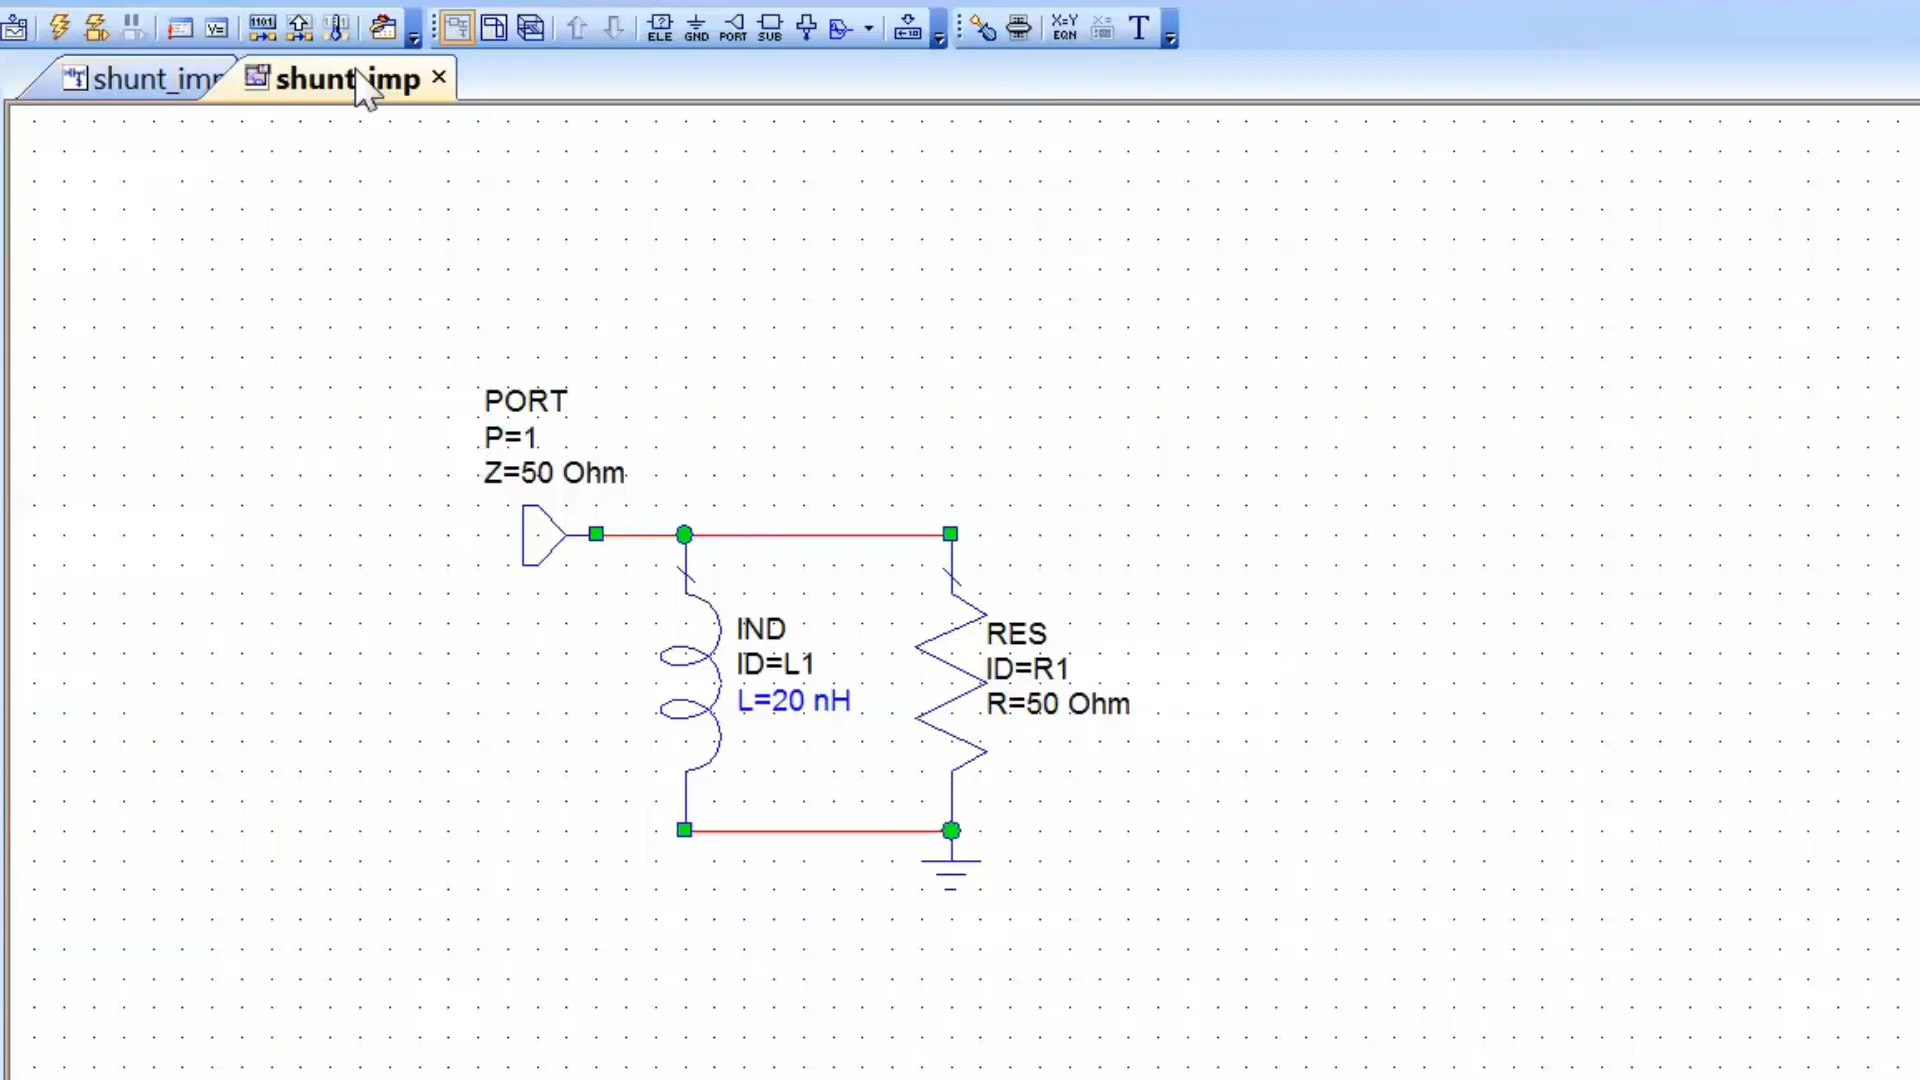 1101
y=
ELE
GND
PORT
SUB
X=Y
EQN
X=
T
shunt_imp
shunt_imp
PORT
P=1
Z=50 Ohm
IND
ID=L1
L=20 nH
RES
ID=R1
R=50 Ohm